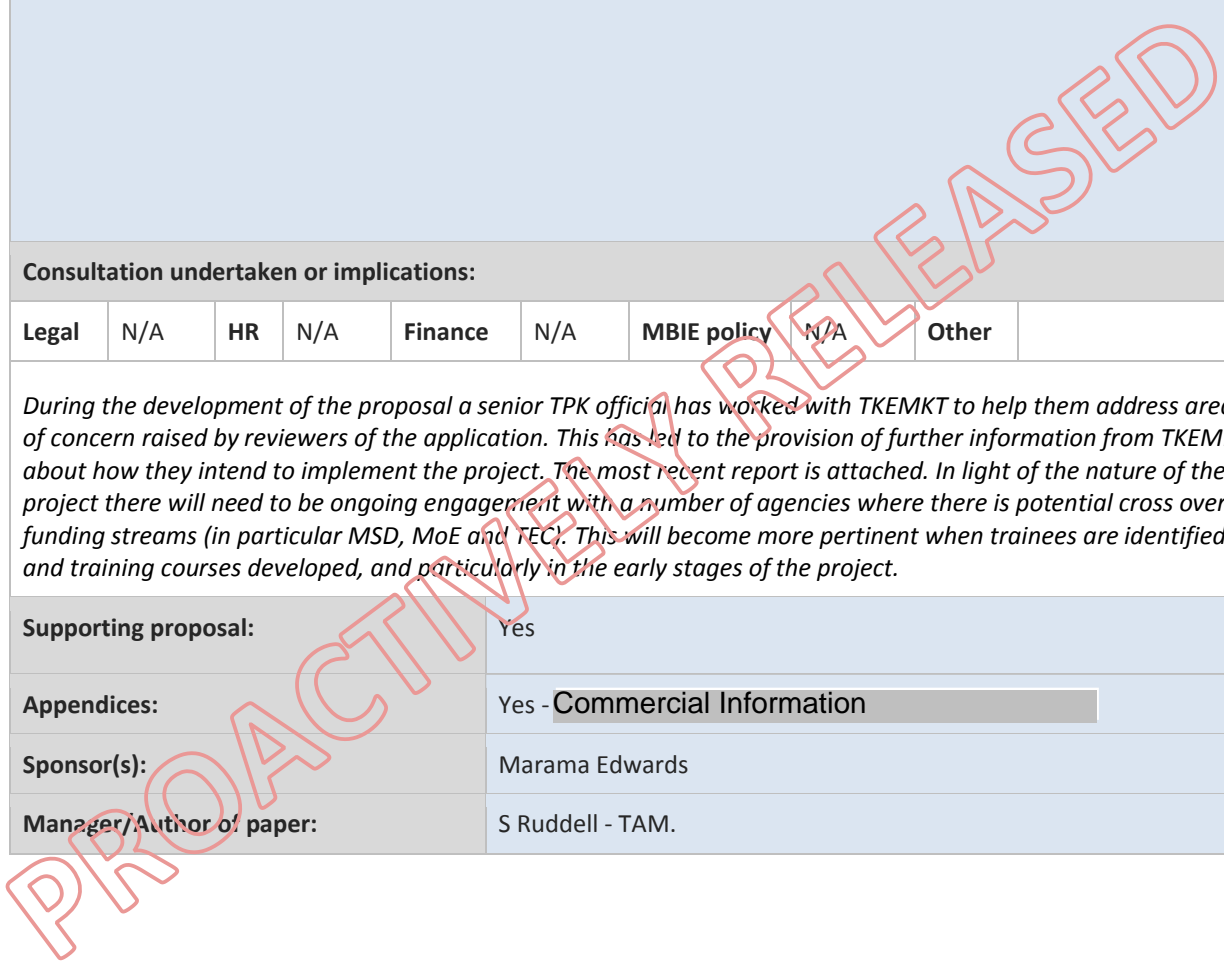 Consultation undertaken or implications:
Legal N/A HR N/A Finance N/A MBIE policy N/A Other
During the development of the proposal a senior TPK official has worked with TKEMKT to help them address
of concern raised by reviewers of the application. This has led to the provision of further information from
about how they intend to implement the project. The most recent report is attached. In light of the nature of the
project there will need to be ongoing engagement with a number of agencies where there is potential cross over
funding streams (in particular MSD, MoE and TEC). This will become more pertinent when trainees are identified
and training courses developed, and particularly in the early stages of the project.
Supporting proposal: Yes
Appendices: Yes - Commercial Information
Sponsor(s): Marama Edwards
Manager/Author of paper: S Ruddell - TAM.
PROACTIVELY RELEASED